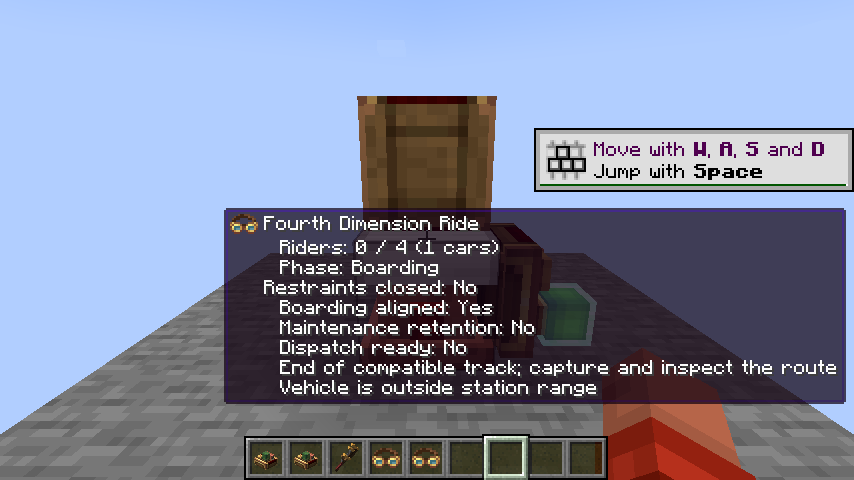 Move with W, A, S and D
Jump with Space
Fourth Dimension Ride
Riders: 0 / 4 (1 cars)
Phase: Boarding
Restraints closed: No
Boarding aligned: Yes
Maintenance retention: No
Dispatch ready: No
End of compatible track; capture and inspect the route
Vehicle is outside station range